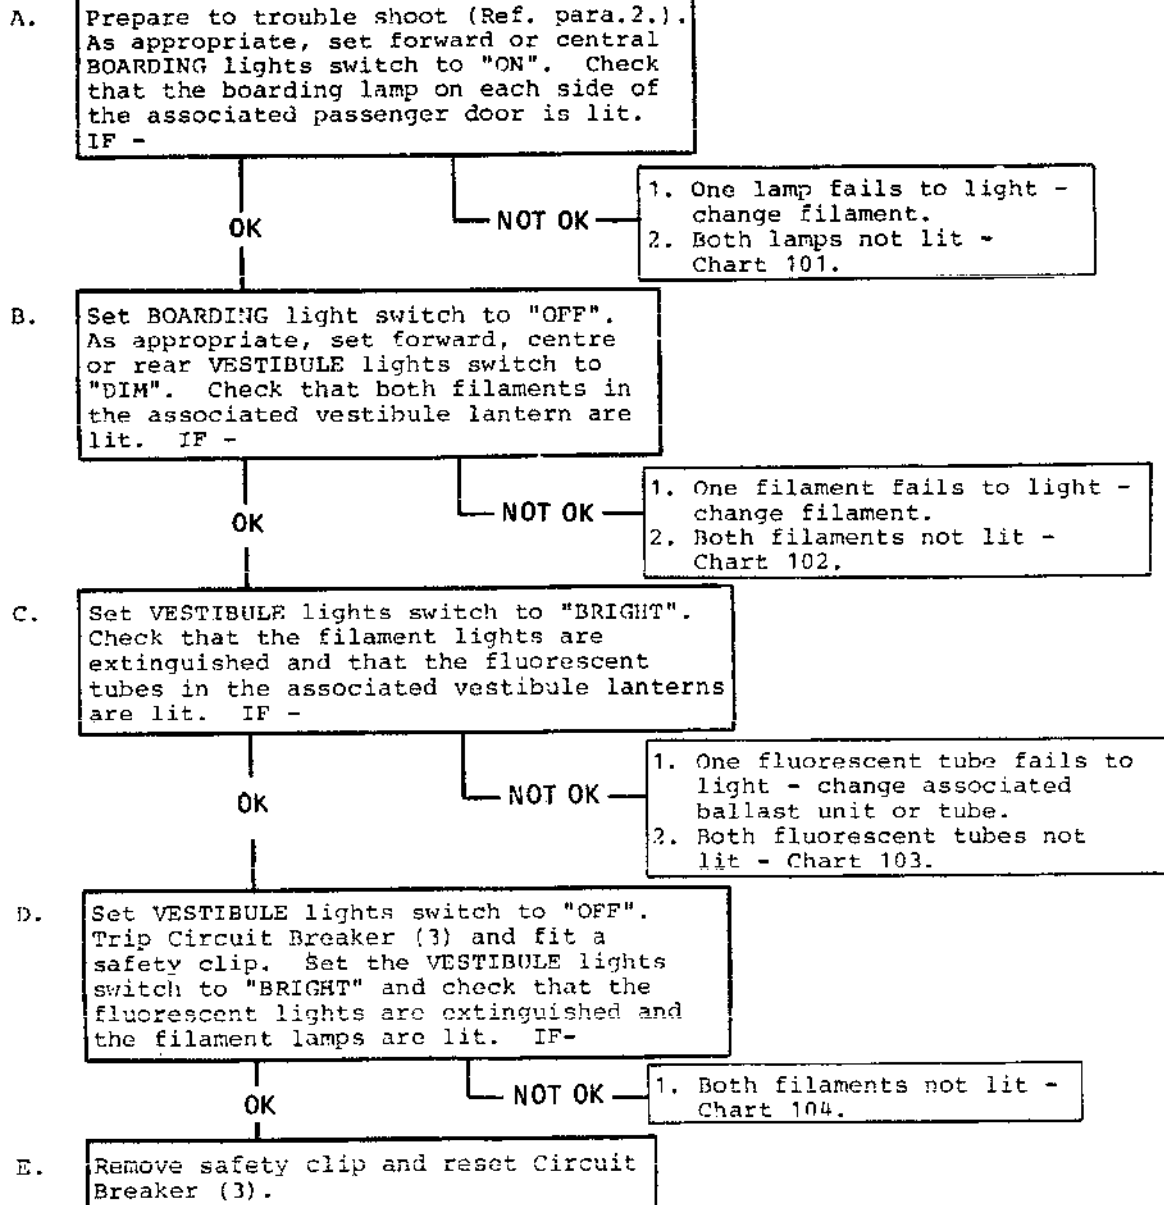 A.
Prepare to trouble shoot (Ref. para.2.).
As appropriate, set forward or central
BOARDING lights switch to "ON". Check
that the boarding lamp on each side of
the associated passenger door is lit.
IF -
OK
NOT OK
1. One lamp fails to light -
change filament.
2. Both lamps not lit -
Chart 101.
B.
Set BOARDING light switch to "OFF".
As appropriate, set forward, centre
or rear VESTIBULE lights switch to
"DIM". Check that both filaments in
the associated vestibule lantern are
lit. IF -
OK
NOT OK
1. One filament fails to light -
change filament.
2. Both filaments not lit -
Chart 102.
C.
Set VESTIBULE lights switch to "BRIGHT".
Check that the filament lights are
extinguished and that the fluorescent
tubes in the associated vestibule lanterns
are lit. IF -
OK
NOT OK
1. One fluorescent tube fails to
light - change associated
ballast unit or tube.
2. Both fluorescent tubes not
lit - Chart 103.
D.
Set VESTIBULE lights switch to "OFF".
Trip Circuit Breaker (3) and fit a
safety clip. Set the VESTIBULE lights
switch to "BRIGHT" and check that the
fluorescent lights are extinguished and
the filament lamps are lit. IF-
OK
NOT OK
1. Both filaments not lit -
Chart 104.
E.
Remove safety clip and reset Circuit
Breaker (3).